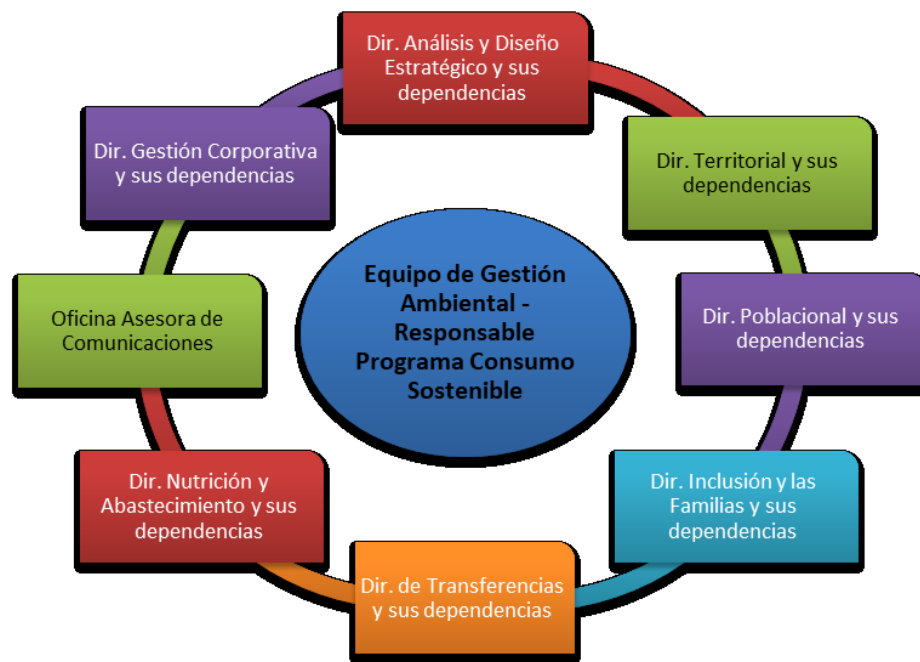 Dir. Análisis y Diseño
Estratégico y sus
dependencias
Dir. Gestión Corporativa
y sus dependencias
Dir. Territorial y sus
dependencias
Equipo de Gestión
Ambiental -
Responsable
Programa Consumo
Sostenible
Oficina Asesora de
Comunicaciones
Dir. Poblacional y sus
dependencias
Dir. Nutrición y
Abastecimiento y sus
dependencias
Dir. Inclusión y las
Familias y sus
dependencias
Dir. de Transferencias
y sus dependencias